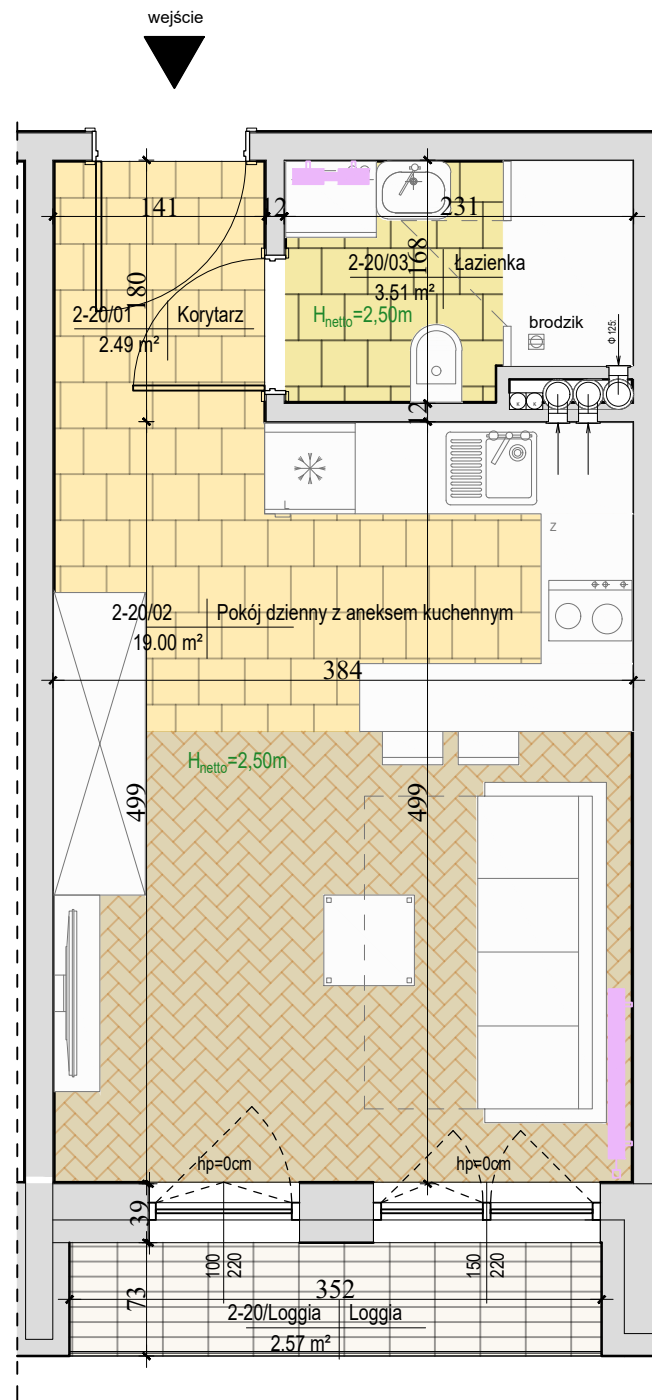 wejście
141
12
231
180
168
2-20/03 Łazienka
3.51 m²
2-20/01 Korytarz
2.49 m²
Hnetto=2,50m
brodzik
Φ 125
K K
12
L
Z
2-20/02 Pokój dzienny z aneksem kuchennym
19.00 m²
384
Hnetto=2,50m
499
499
hp=0cm
hp=0cm
39
100
220
150
220
73
352
2-20/Loggia Loggia
2.57 m²